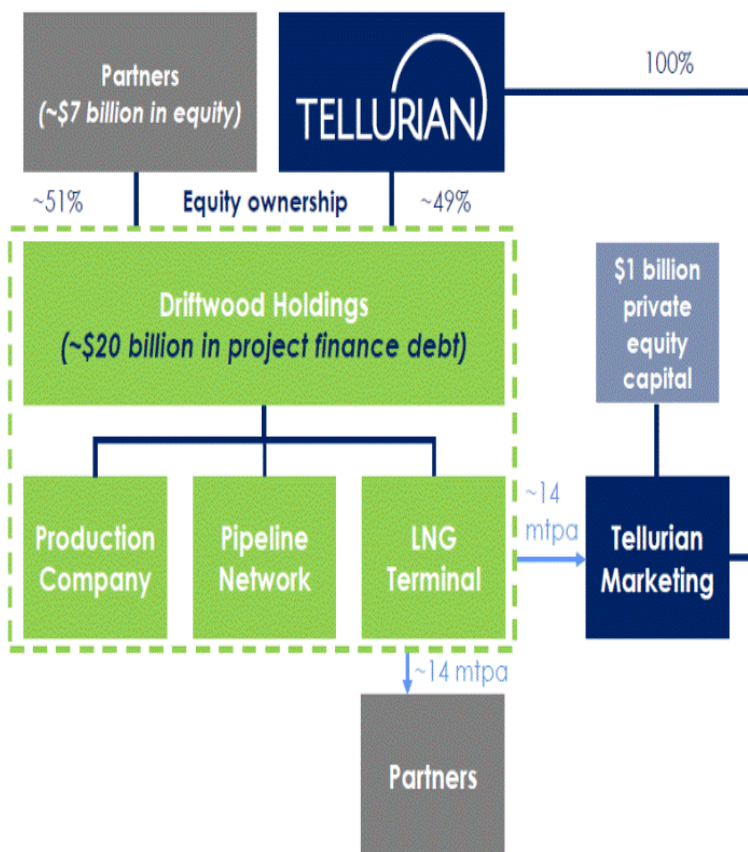 Partners
(~$7 billion in equity)
TELLURIAN
100%
~51%
Equity ownership
~49%
Driftwood Holdings
(~$20 billion in project finance debt)
$1 billion
private
equity
capital
Production
Company
Pipeline
Network
LNG
Terminal
~14
mtpa
Tellurian
Marketing
~14 mtpa
Partners